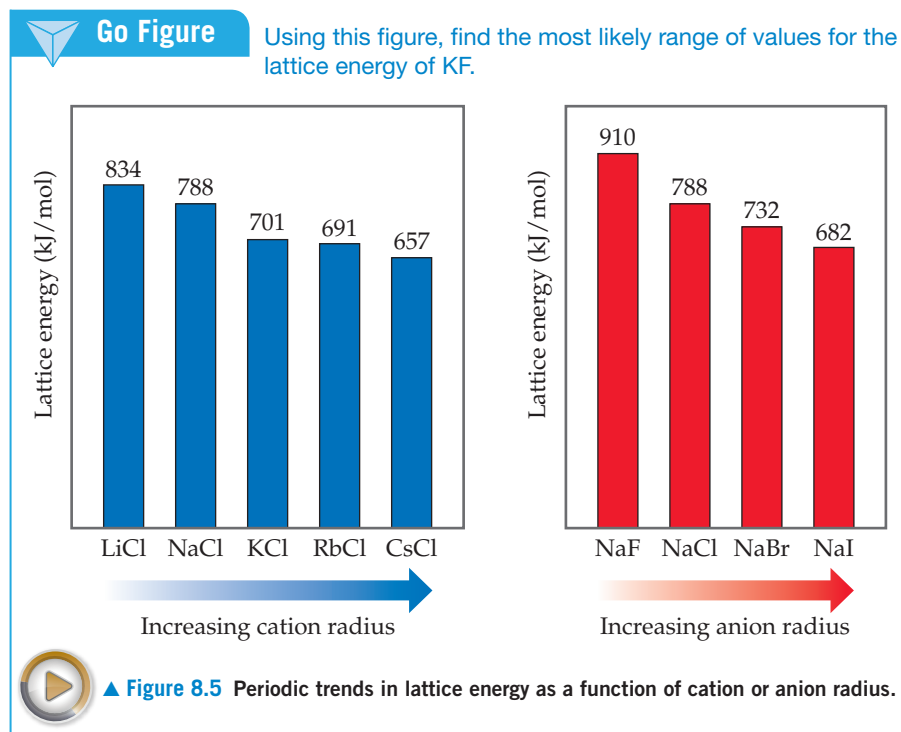 Go Figure
Using this figure, find the most likely range of values for the
lattice energy of KF.
Lattice energy (kJ/mol)
834
788
701
691
657
LiCl NaCl KCl RbCl CsCl
Increasing cation radius
Lattice energy (kJ/mol)
910
788
732
682
NaF NaCl NaBr NaI
Increasing anion radius
▲ Figure 8.5 Periodic trends in lattice energy as a function of cation or anion radius.